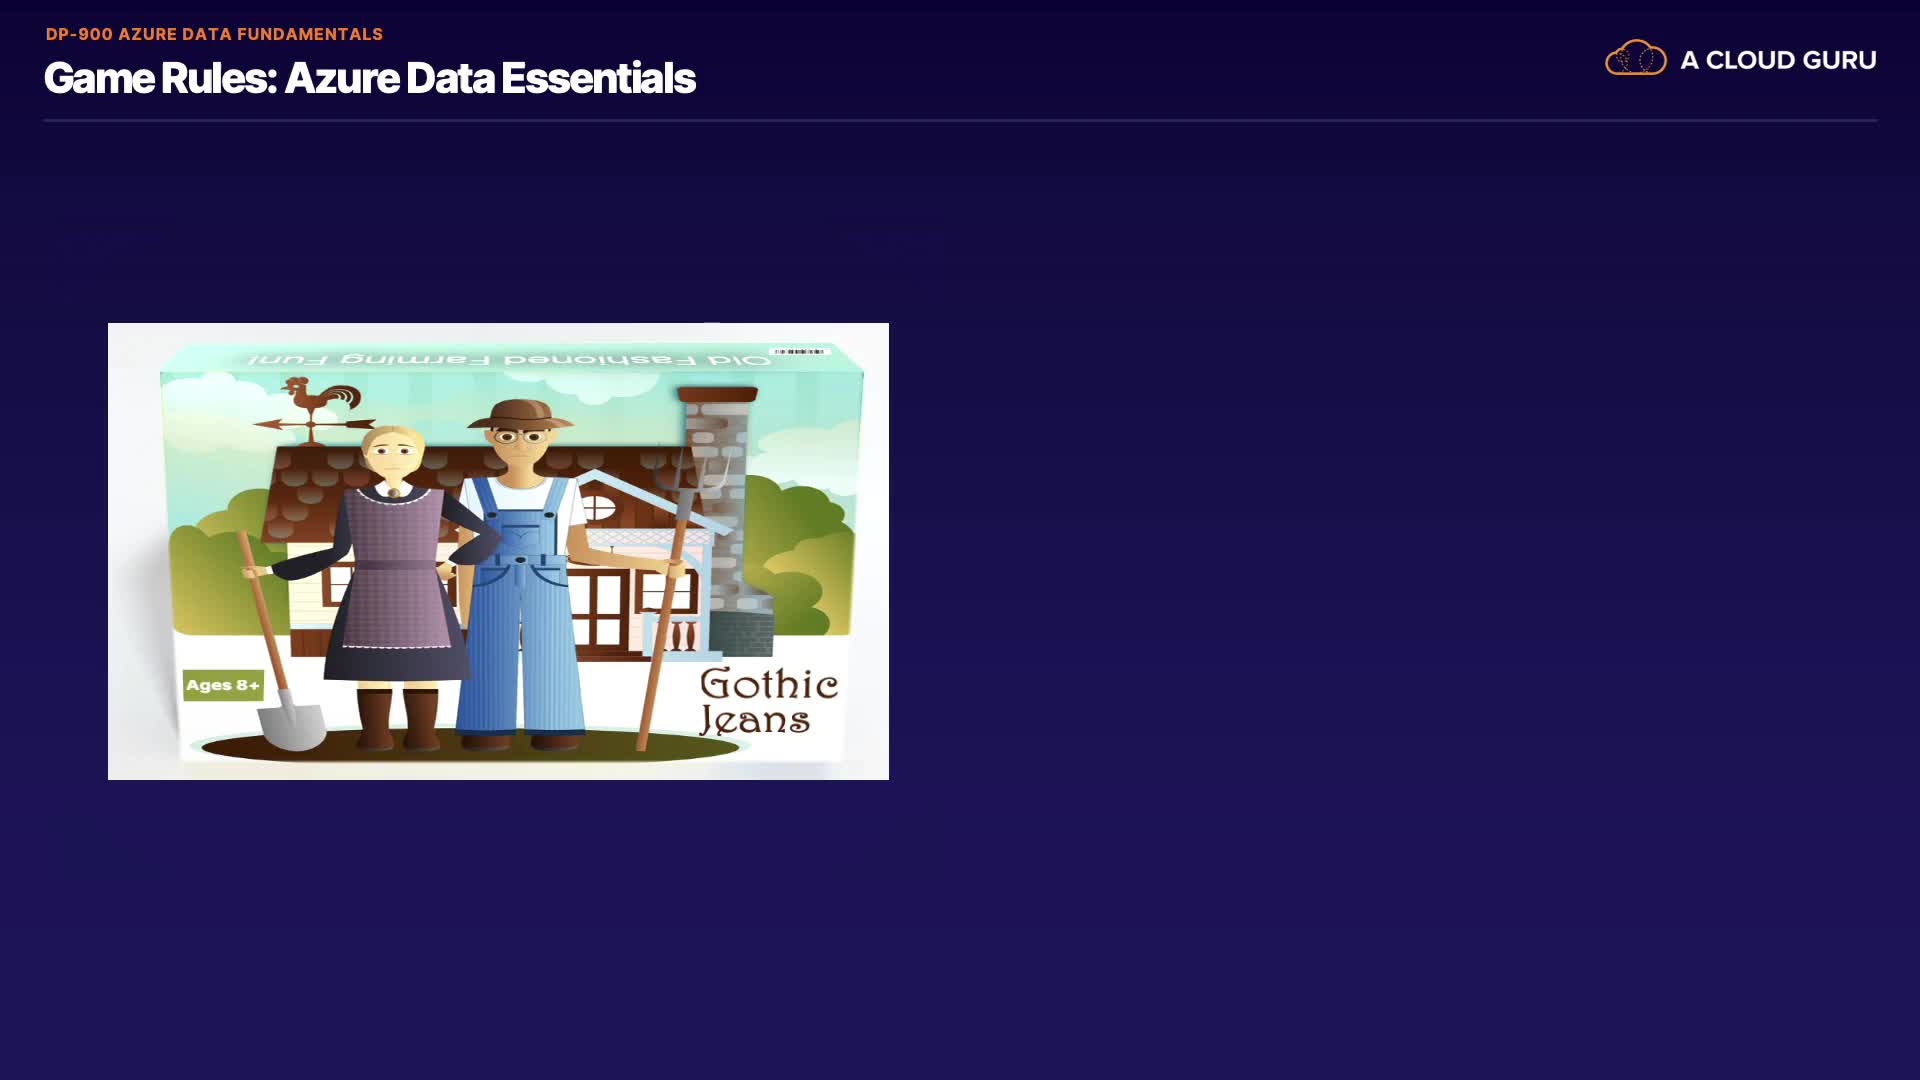 DP-900 AZURE DATA FUNDAMENTALS
Game Rules: Azure Data Essentials
A CLOUD GURU
Old Fashioned Farming Fun!
Ages 8+
Gothic
Jeans